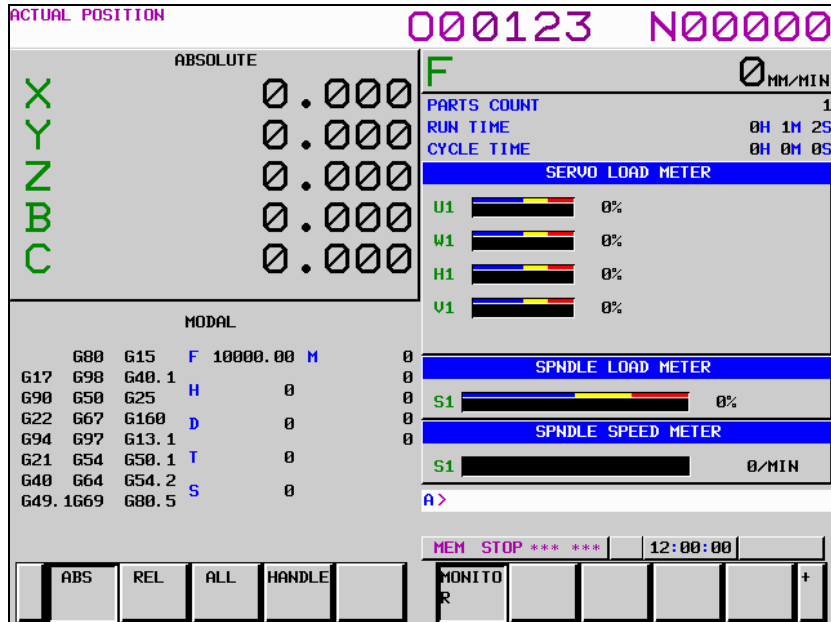 ACTUAL POSITION O00123 N00000
ABSOLUTE
X 0.000
Y 0.000
Z 0.000
B 0.000
C 0.000
F 0 MM/MIN
PARTS COUNT 1
RUN TIME 0H 1M 2S
CYCLE TIME 0H 0M 0S
SERVO LOAD METER
U1 0%
W1 0%
H1 0%
V1 0%
MODAL
G80 G15 F 10000.00 M 0
G17 G98 G40.1 0
G90 G50 G25 H 0 0
G22 G67 G160 D 0 0
G94 G97 G13.1 0
G21 G54 G50.1 T 0
G40 G64 G54.2
G49.1G69 G80.5 S 0
SPNDLE LOAD METER
S1 0%
SPNDLE SPEED METER
S1 0/MIN
A>
MEM STOP *** *** 12:00:00
ABS REL ALL HANDLE MONITO +
R